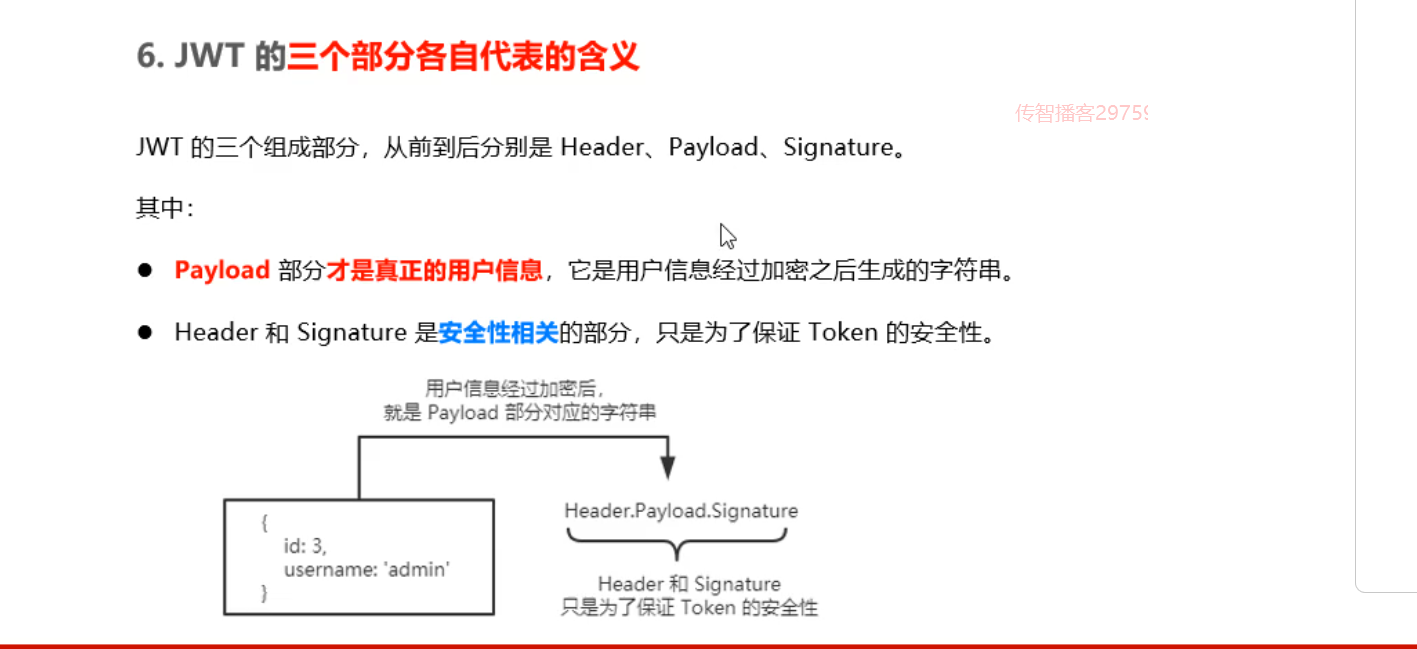 6. JWT 的三个部分各自代表的含义
传智播客29759
JWT 的三个组成部分，从前到后分别是 Header、Payload、Signature。
其中：
● Payload 部分才是真正的用户信息，它是用户信息经过加密之后生成的字符串。
● Header 和 Signature 是安全性相关的部分，只是为了保证 Token 的安全性。
用户信息经过加密后，
就是 Payload 部分对应的字符串
{
id: 3,
username: 'admin'
}
Header.Payload.Signature
Header 和 Signature
只是为了保证 Token 的安全性